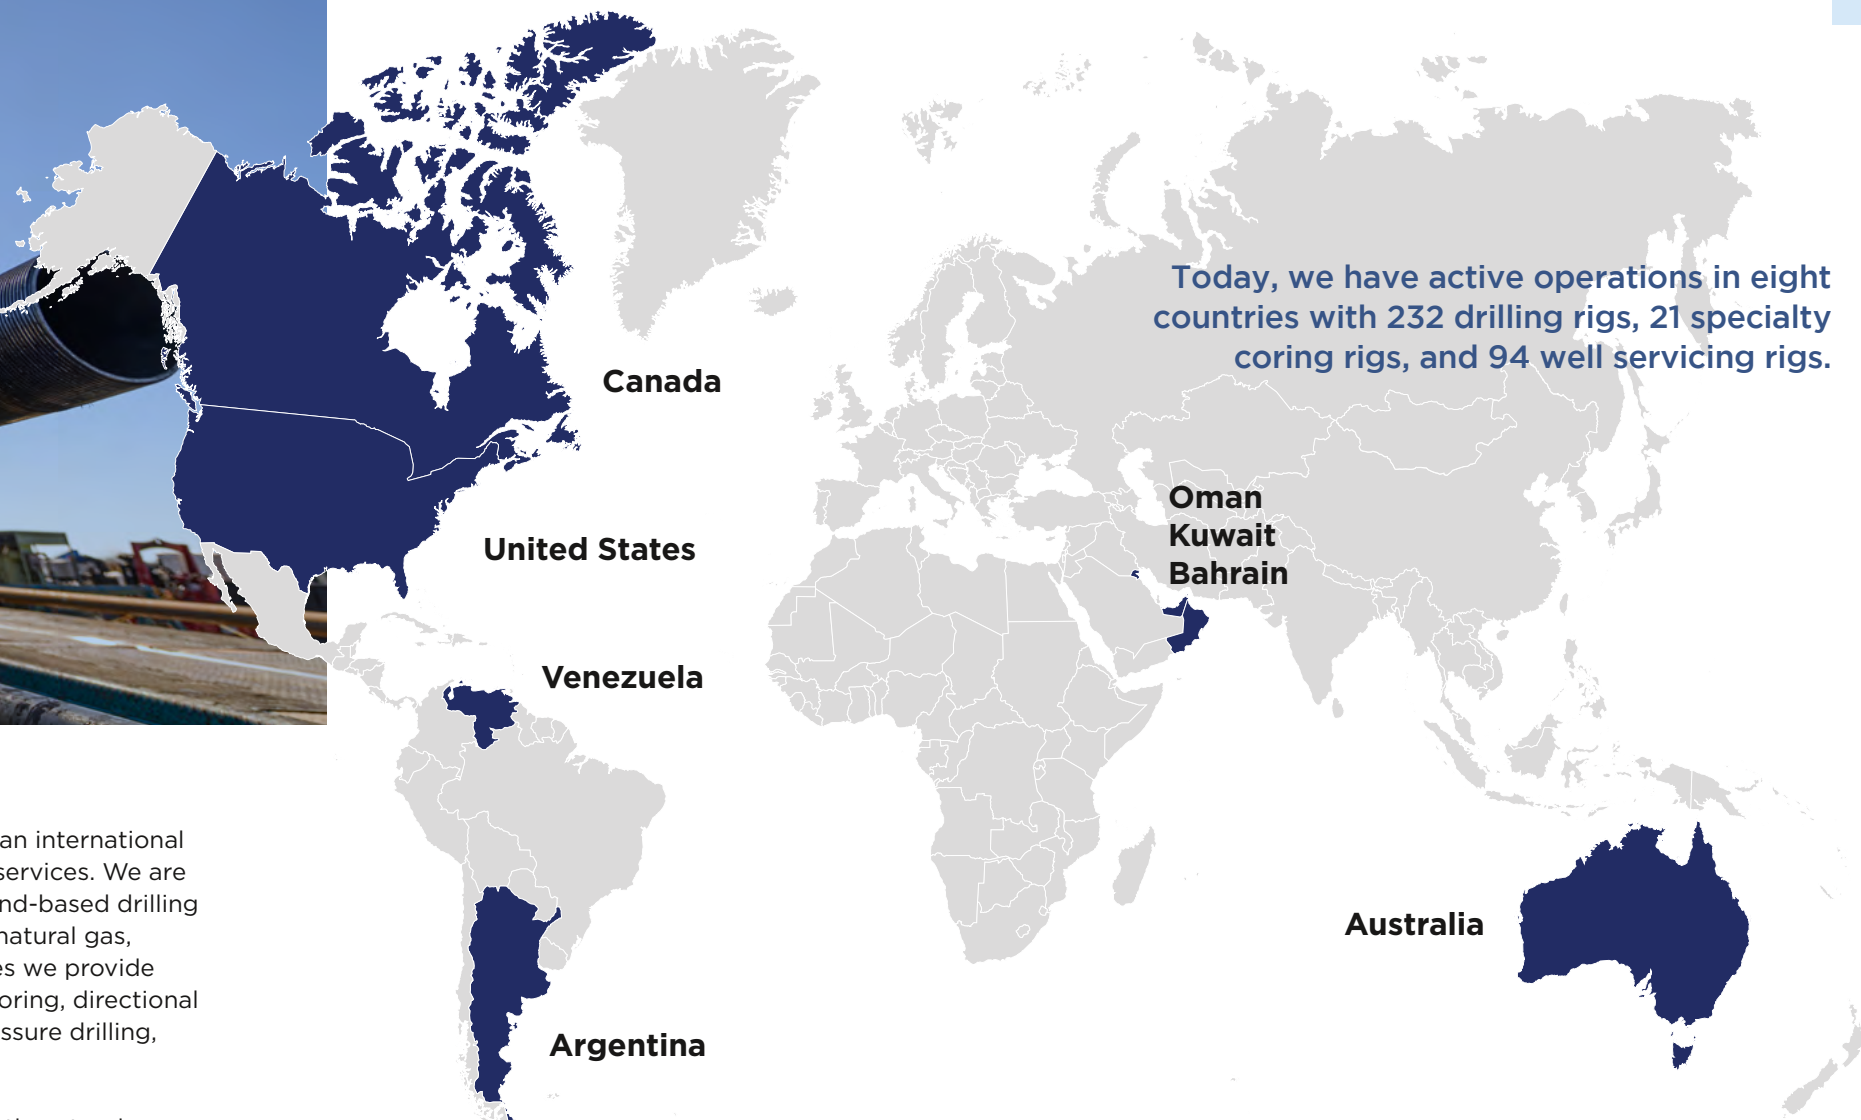 Today, we have active operations in eight
countries with 232 drilling rigs, 21 specialty
coring rigs, and 94 well servicing rigs.
Canada
United States
Oman
Kuwait
Bahrain
Venezuela
Australia
Argentina
an international
services. We are
nd-based drilling
natural gas,
es we provide
oring, directional
ssure drilling,